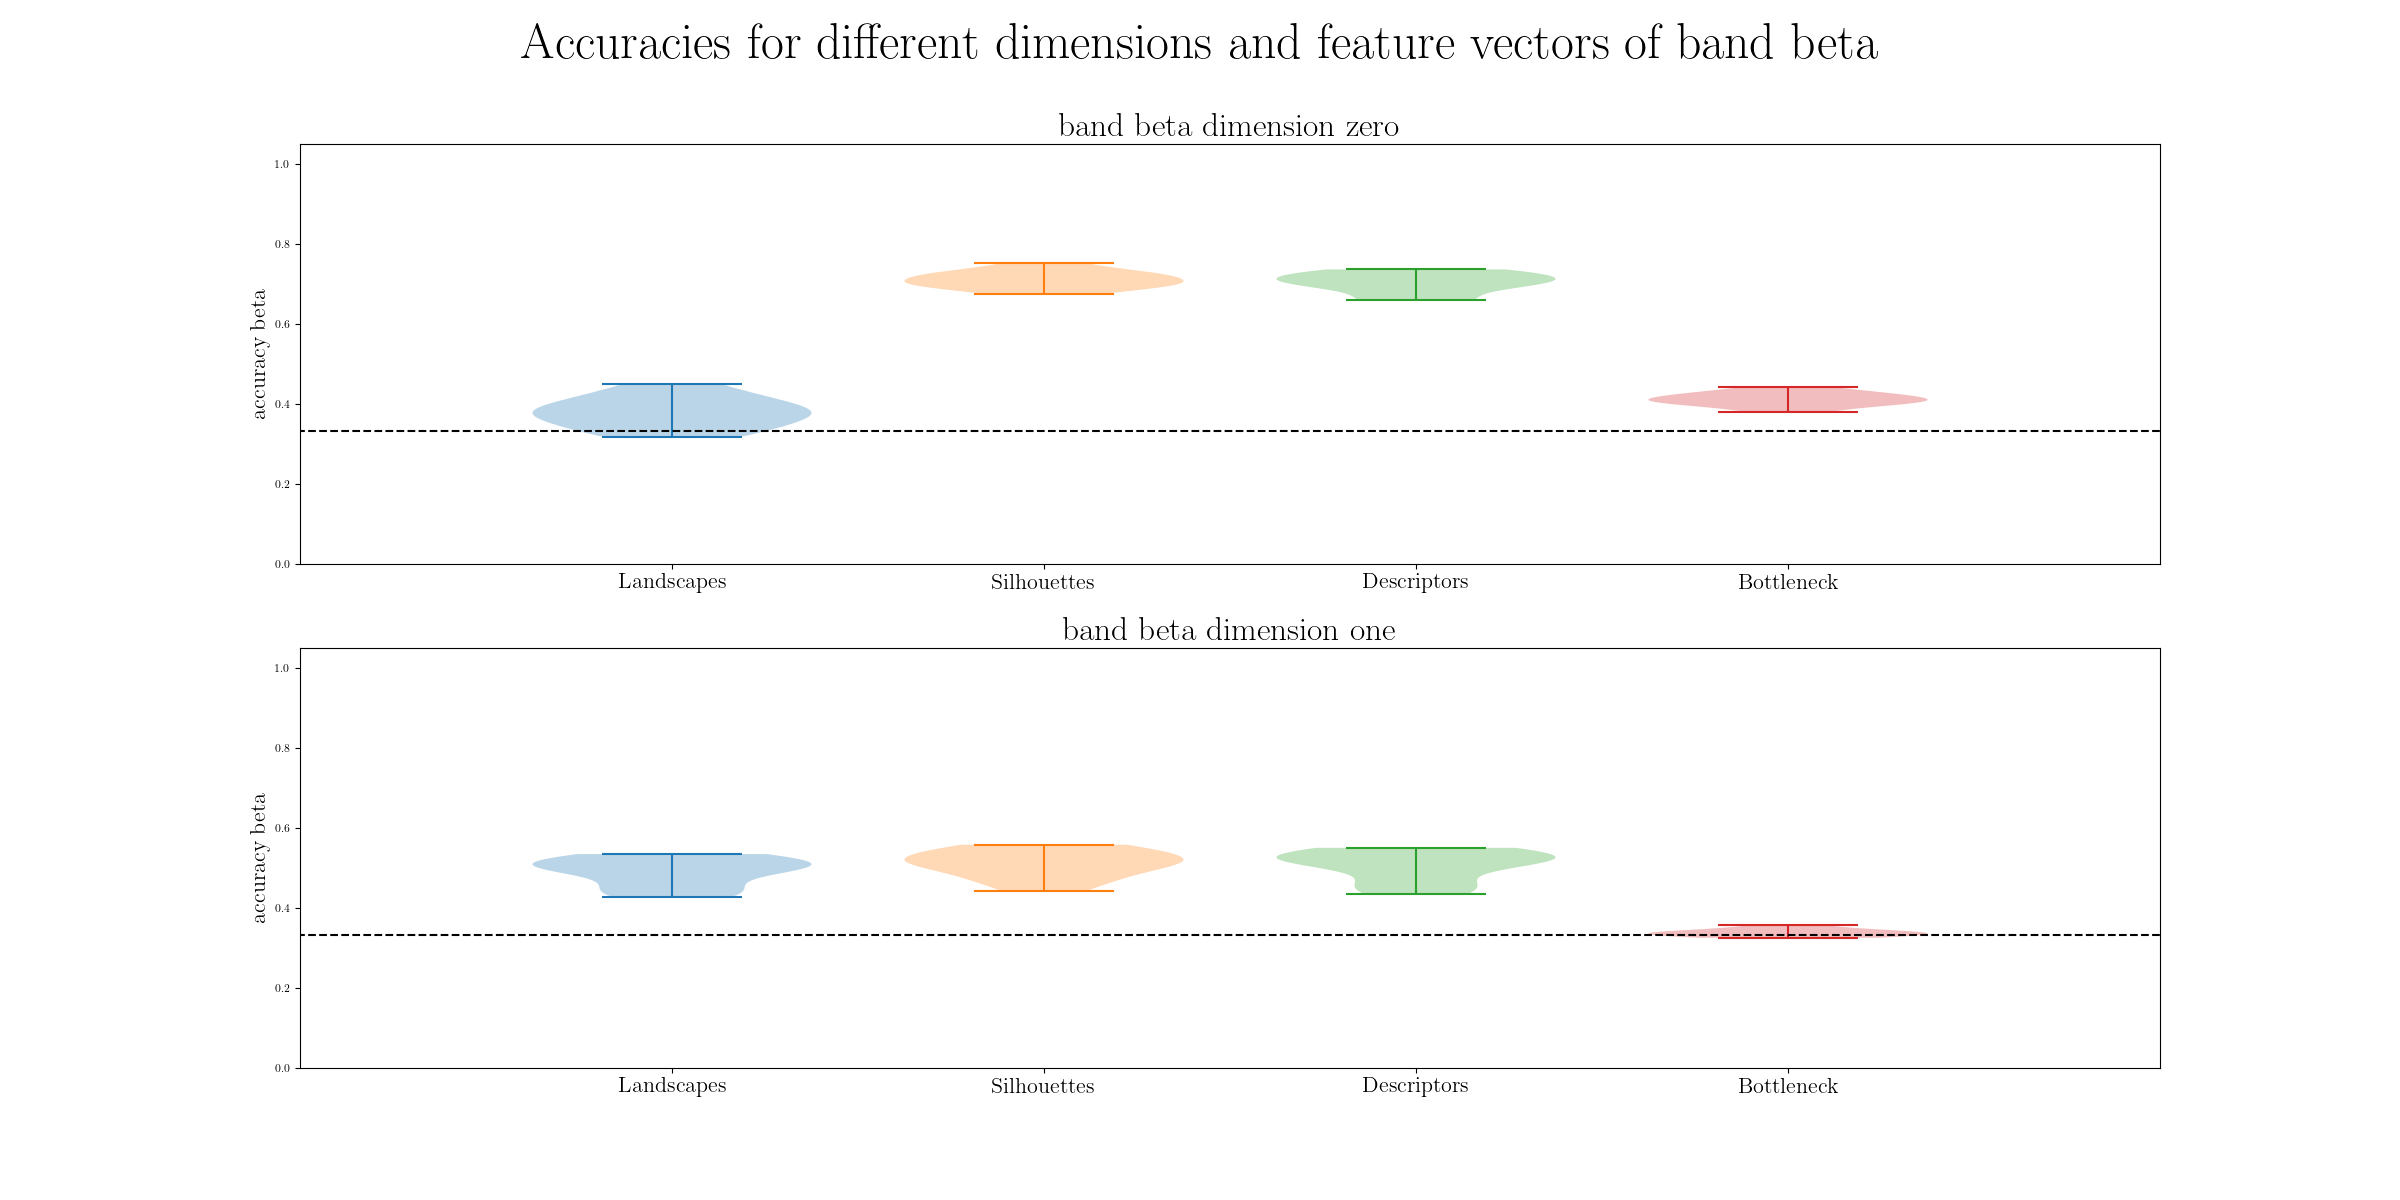 Accuracies for different dimensions and feature vectors of band beta
band beta dimension zero
1.0
0.8
0.6
0.4
0.2
0.0
accuracy beta
Landscapes Silhouettes Descriptors Bottleneck
band beta dimension one
1.0
0.8
0.6
0.4
0.2
0.0
accuracy beta
Landscapes Silhouettes Descriptors Bottleneck